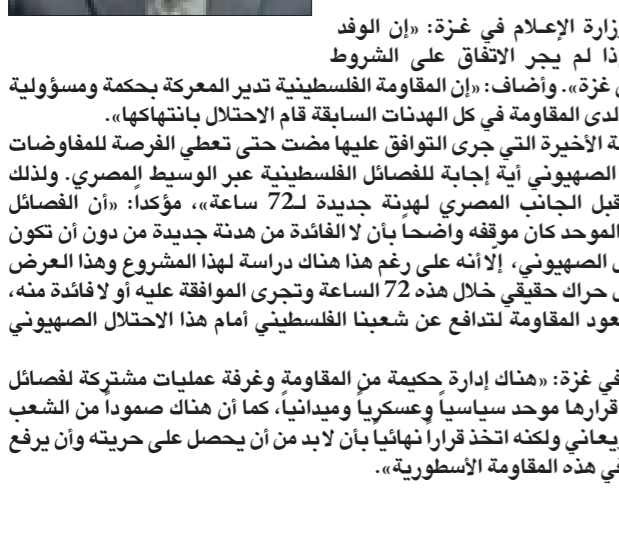 زارة الإعلام في غزة: «إن الوفد
إذا لم يجر الاتفاق على الشروط
غزة». وأضاف: «إن المقاومة الفلسطينية تدير المعركة بحكمة ومسؤولية
لدى المقاومة في كل الهدنات السابقة قام الاحتلال بانتهاكها».
الأخيرة التي جرى التوافق عليها مضت حتى تعطي الفرصة للمفاوضات
الصهيوني أية إجابة للفصائل الفلسطينية عبر الوسيط المصري. ولذلك
قبل الجانب المصري لهدنة جديدة لـ72 ساعة»، مؤكداً: «أن الفصائل
الموحد كان موقفه واضحاً بأن لا الفائدة من هدنة جديدة من دون أن تكون
الصهيوني، إلّا أنه على رغم هذا هناك دراسة لهذا المشروع وهذا العرض
حراك حقيقي خلال هذه 72 الساعة وتجرى الموافقة عليه أو لا فائدة منه،
عود المقاومة لتدافع عن شعبنا الفلسطيني أمام هذا الاحتلال الصهيوني
في غزة: «هناك إدارة حكيمة من المقاومة وغرفة عمليات مشتركة لفصائل
قرارها موحد سياسياً وعسكرياً وميدانياً، كما أن هناك صموداً من الشعب
يعاني ولكنه اتخذ قراراً نهائياً بأن لابد من أن يحصل على حريته وأن يرفع
في هذه المقاومة الأسطورية».